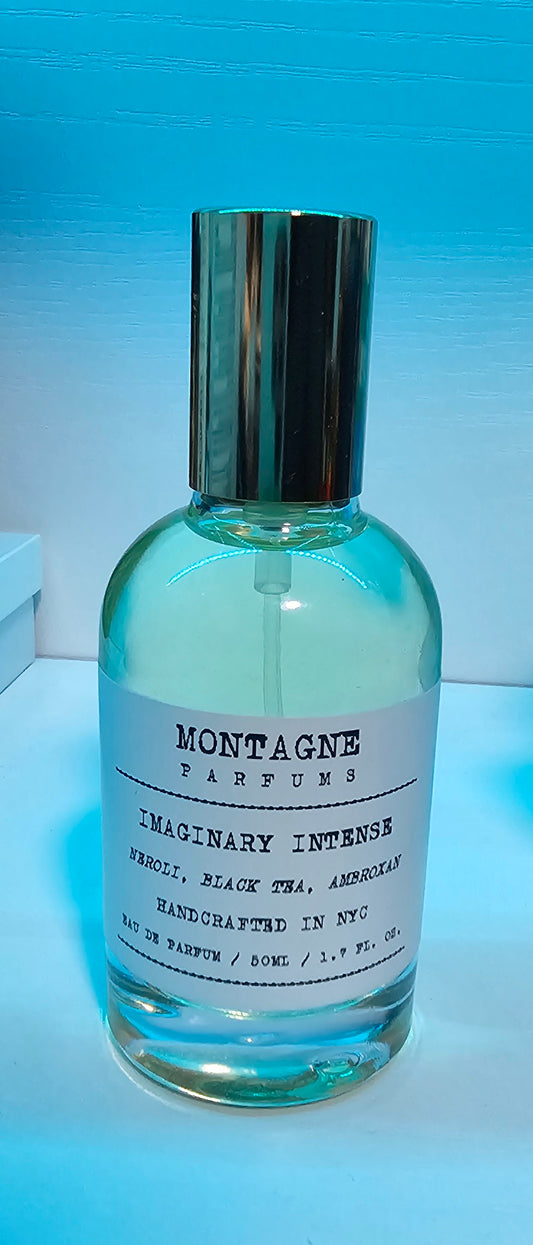 MONTAGNE
PARFUMS
IMAGINARY INTENSE
NEROLI, BLACK TEA, AMBROXAN
HANDCRAFTED IN NYC
EAU DE PARFUM / 50ML / 1.7 FL. OZ.